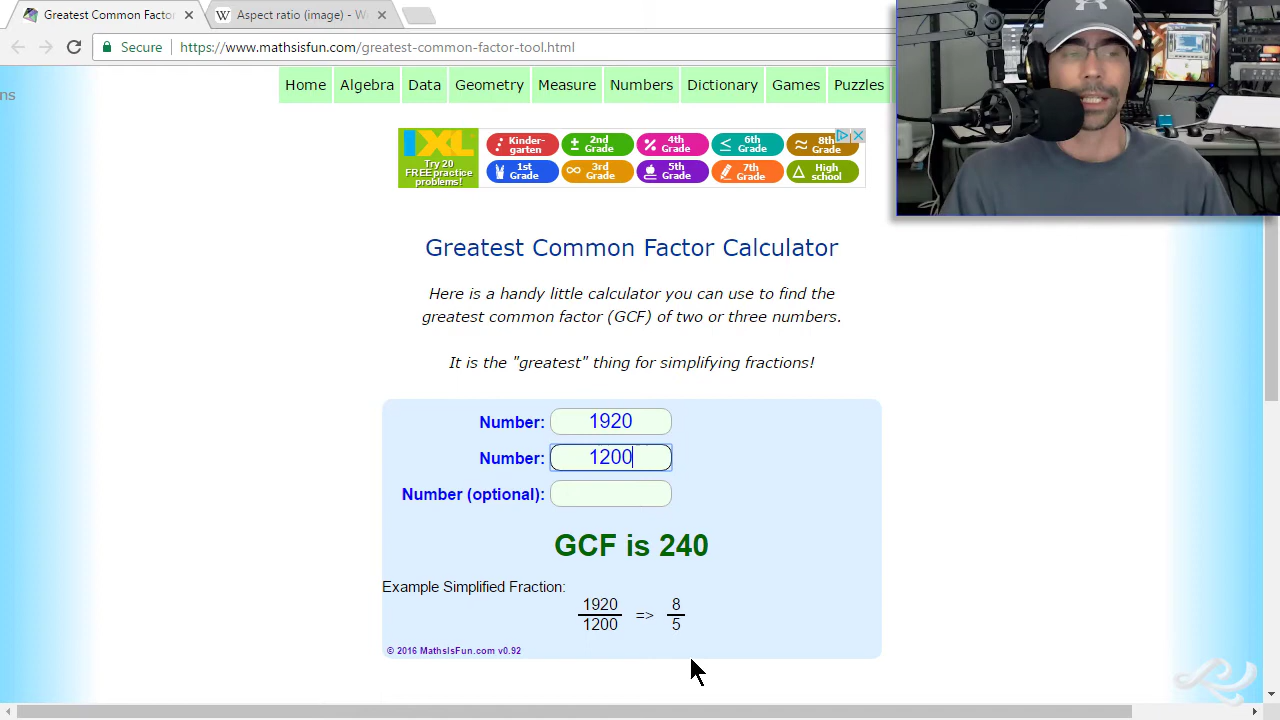 Greatest Common Factor
Aspect ratio (image) - W
Secure https://www.mathsisfun.com/greatest-common-factor-tool.html
ns
Home Algebra Data Geometry Measure Numbers Dictionary Games Puzzles
IXL
Try 20
FREE practice
problems!
Kinder-
garten
2nd
Grade
4th
Grade
6th
Grade
8th
Grade
1st
Grade
3rd
Grade
5th
Grade
7th
Grade
High
school
Greatest Common Factor Calculator
Here is a handy little calculator you can use to find the
greatest common factor (GCF) of two or three numbers.
It is the "greatest" thing for simplifying fractions!
Number: 1920
Number: 1200
Number (optional):
GCF is 240
Example Simplified Fraction:
1920 8
=>
1200 5
© 2016 MathsIsFun.com v0.92